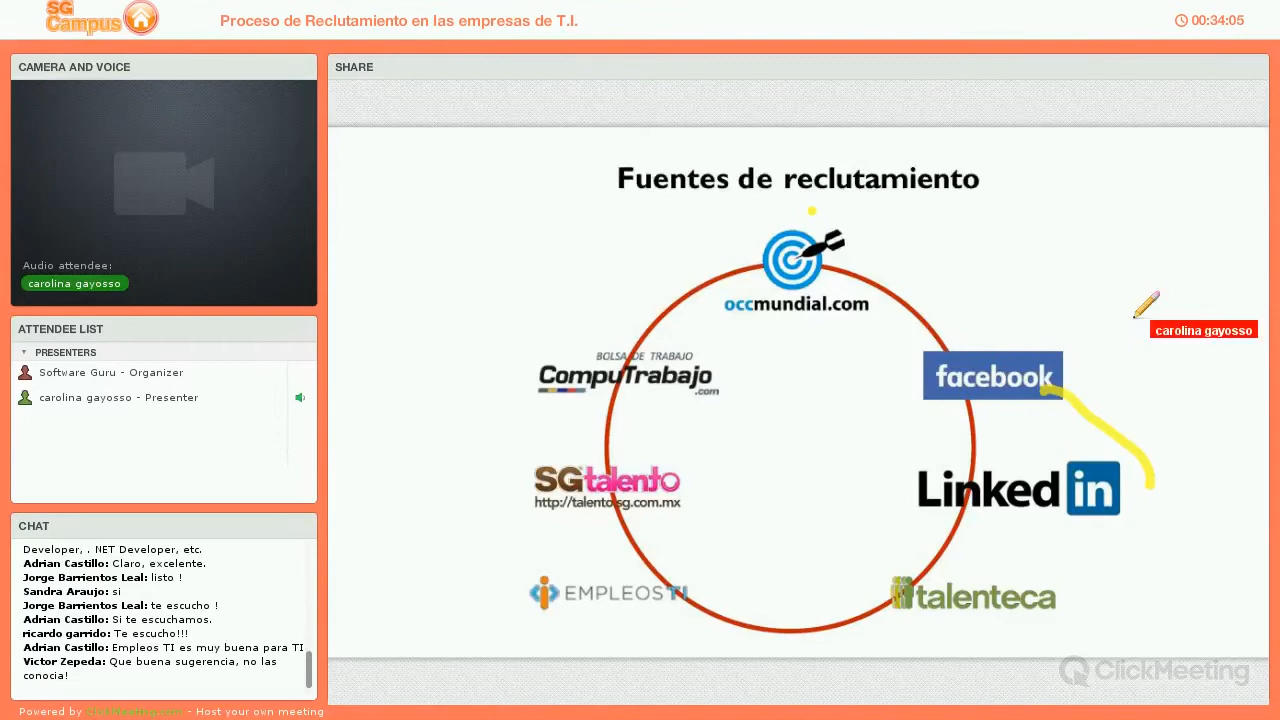 SG
Campus
Proceso de Reclutamiento en las empresas de T.I.
00:34:05
CAMERA AND VOICE
Audio attendee:
carolina gayosso
ATTENDEE LIST
PRESENTERS
Software Guru - Organizer
carolina gayosso - Presenter
CHAT
Developer, . NET Developer, etc.
Adrian Castillo: Claro, excelente.
Jorge Barrientos Leal: listo !
Sandra Araujo: si
Jorge Barrientos Leal: te escucho !
Adrian Castillo: Si te escuchamos.
ricardo garrido: Te escucho!!!
Adrian Castillo: Empleos TI es muy buena para TI
Victor Zepeda: Que buena sugerencia, no las
conocia!
Powered by ClickMeeting.com - Host your own meeting
SHARE
Fuentes de reclutamiento
occmundial.com
carolina gayosso
BOLSA DE TRABAJO
CompuTrabajo
.com
facebook
SGtalento
http://talento.sg.com.mx
Linkedin
EMPLEOSTI
talenteca
ClickMeeting